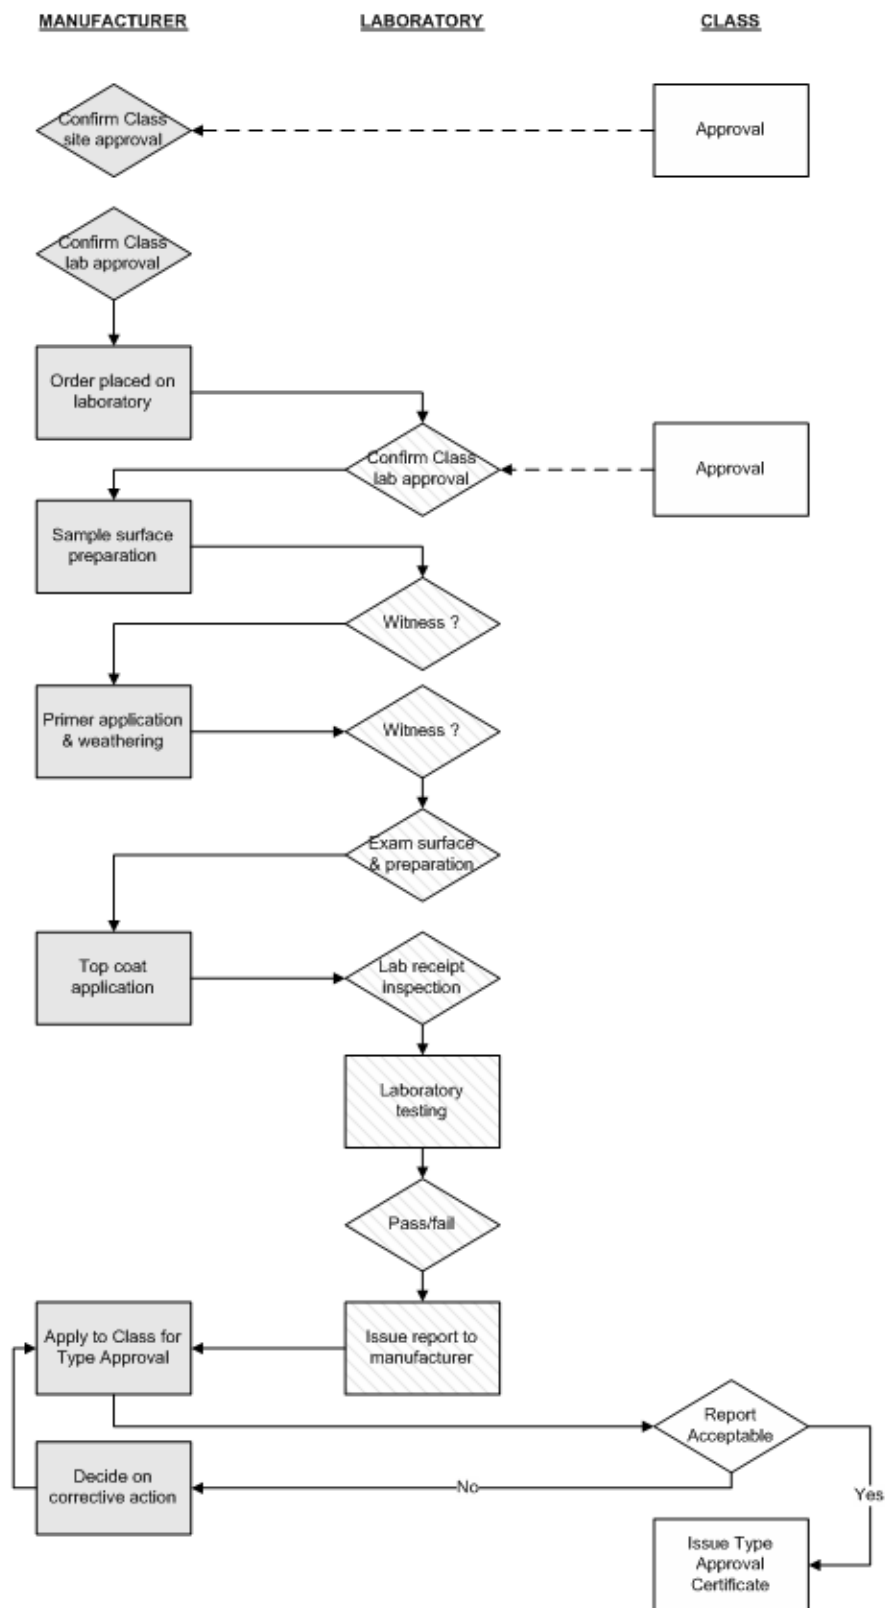 MANUFACTURER
LABORATORY
CLASS
Confirm Class
site approval
Approval
Confirm Class
lab approval
Order placed on
laboratory
Confirm Class
lab approval
Approval
Sample surface
preparation
Witness ?
Primer application
& weathering
Witness ?
Exam surface
& preparation
Top coat
application
Lab receipt
inspection
Laboratory
testing
Pass/fail
Apply to Class for
Type Approval
Issue report to
manufacturer
Report
Acceptable
Decide on
corrective action
No
Yes
Issue Type
Approval
Certificate